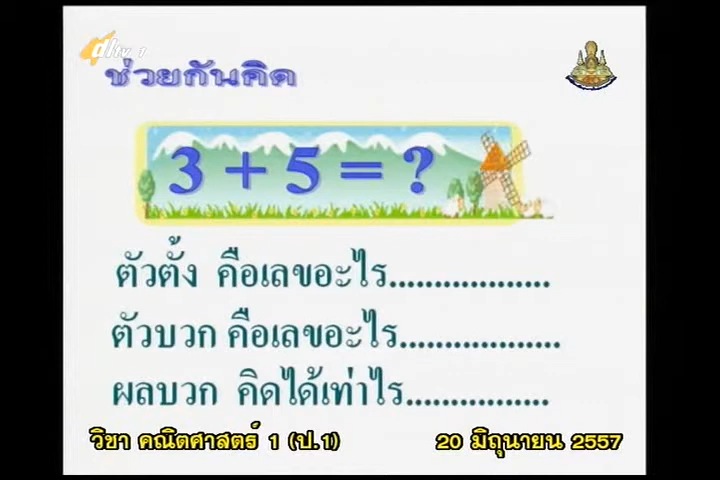 dltv 1
ช่วยกันคิด
3 + 5 = ?
ตัวตั้ง คือเลขอะไร..................
ตัวบวก คือเลขอะไร..................
ผลบวก คิดได้เท่าไร................
วิชา คณิตศาสตร์ 1 (ป.1) 20 มิถุนายน 2557